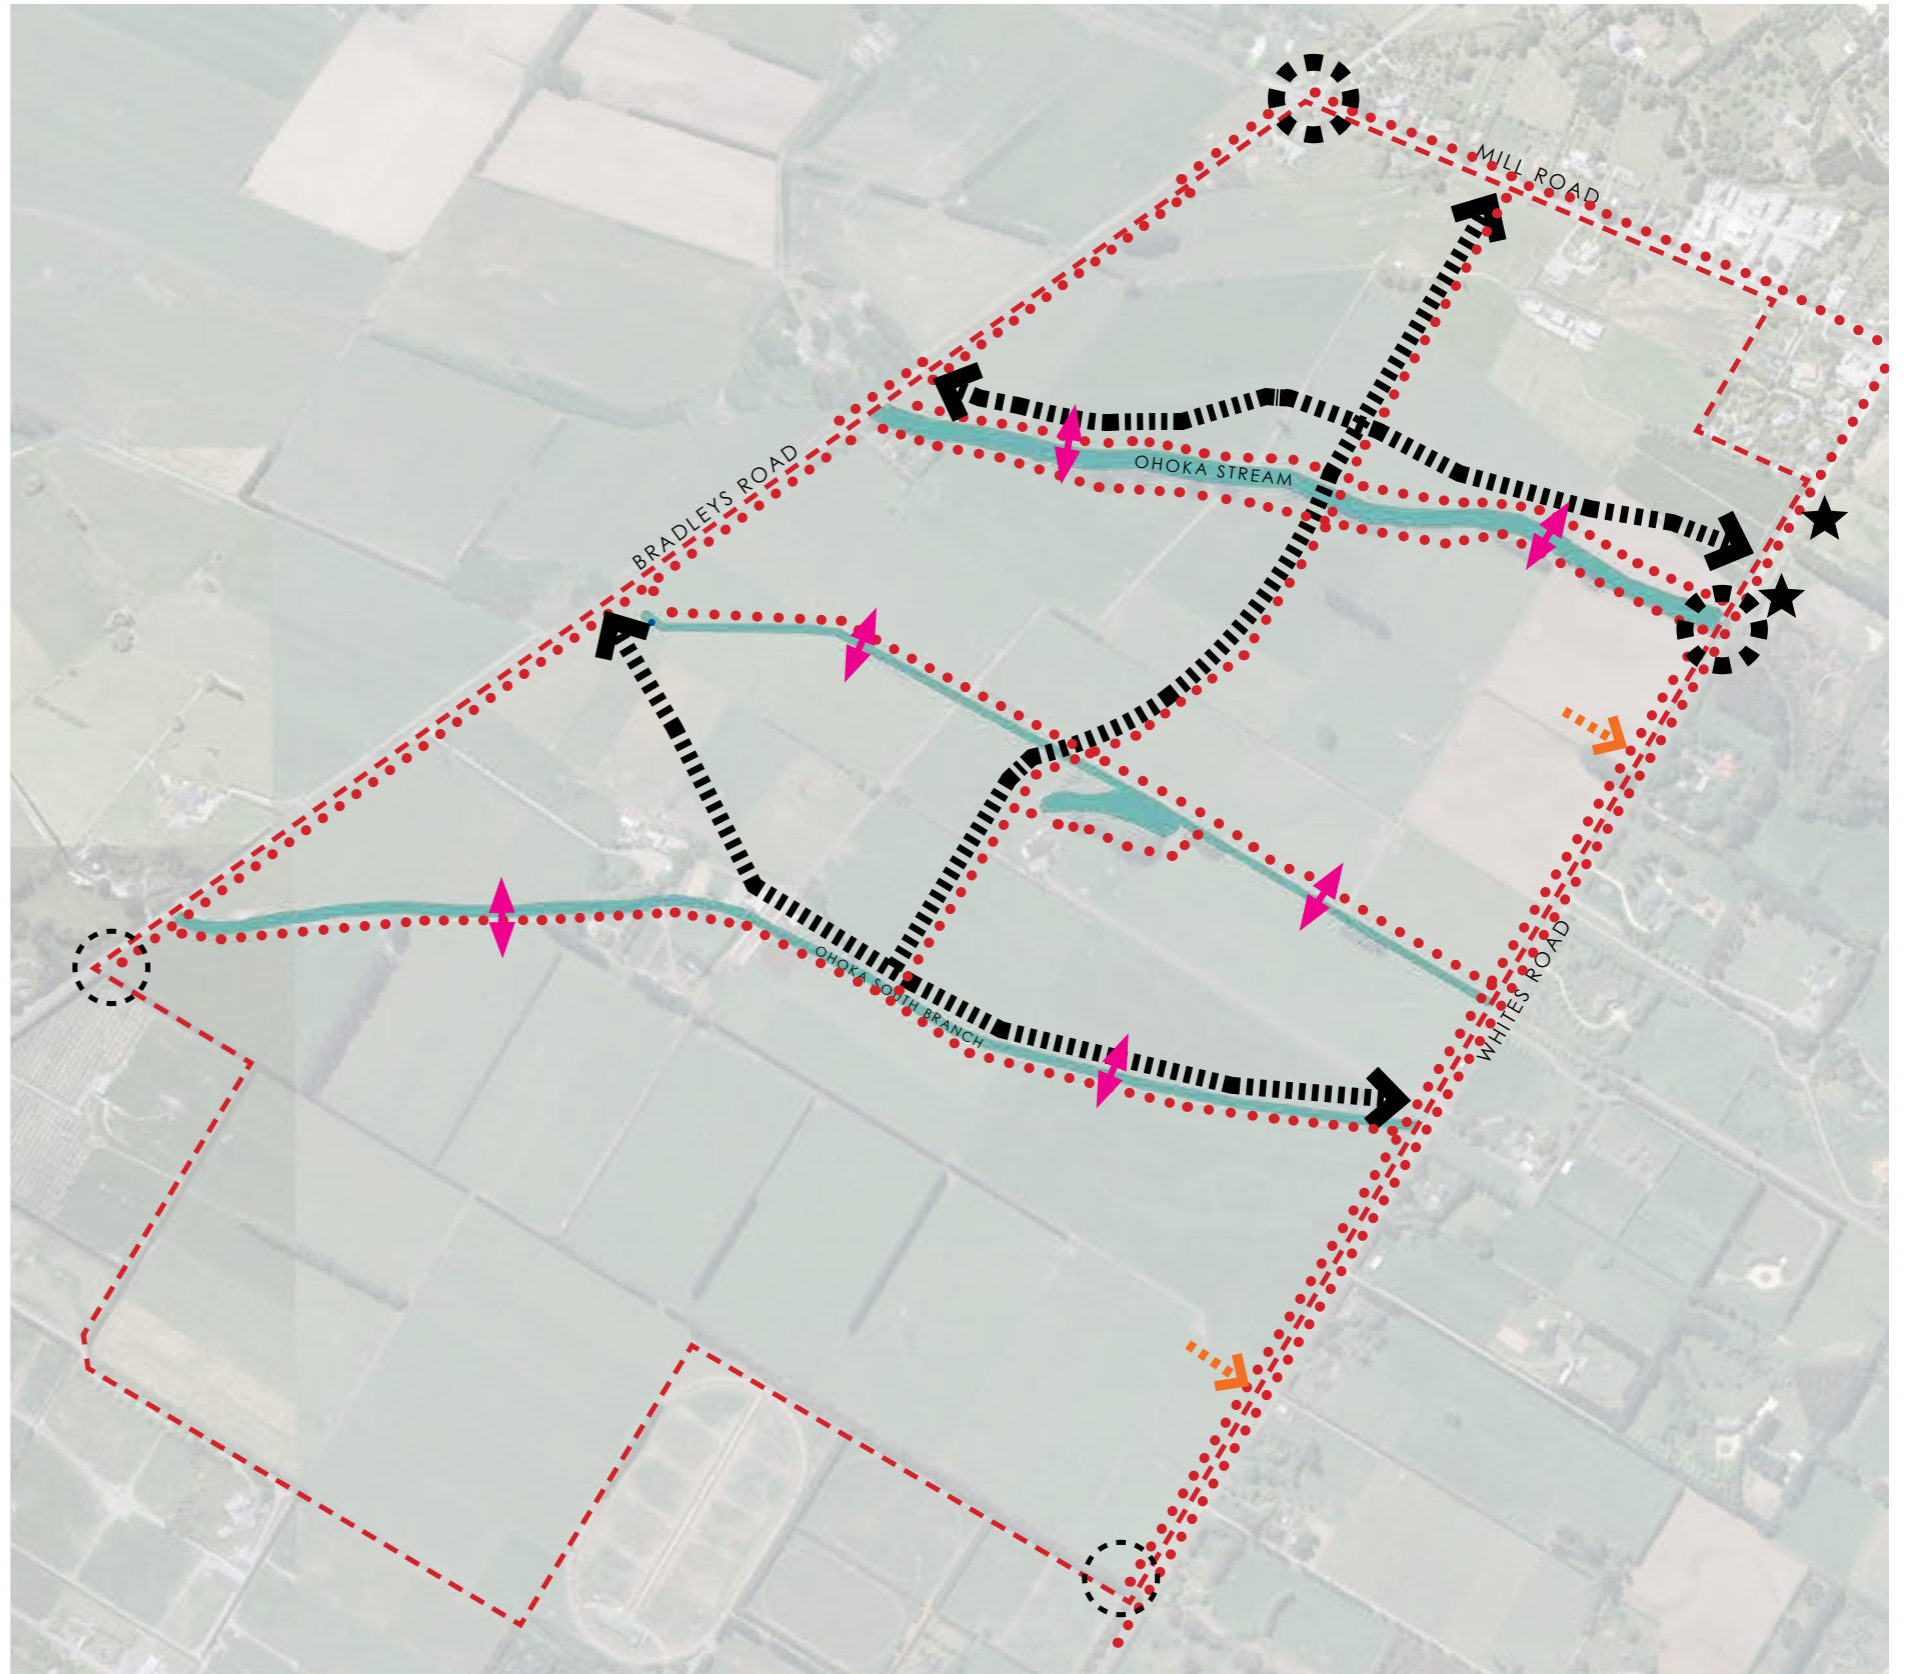 MILL ROAD
BRADLEYS ROAD
OHOKA STREAM
OHOKA SOUTH BRANCH
WHITES ROAD